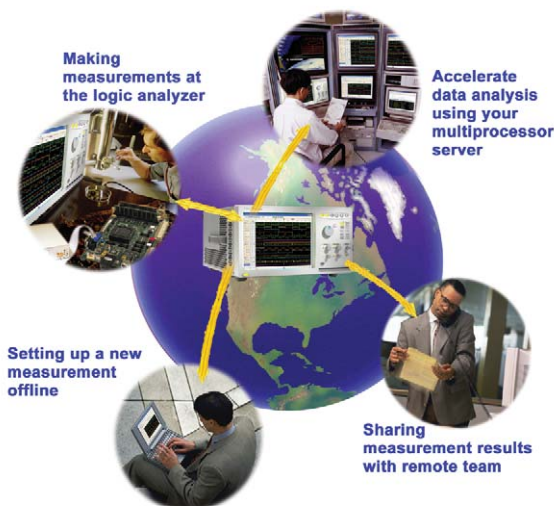 Making
measurements at
the logic analyzer
Accelerate
data analysis
using your
multiprocessor
server
Setting up a new
measurement
offline
Sharing
measurement results
with remote team